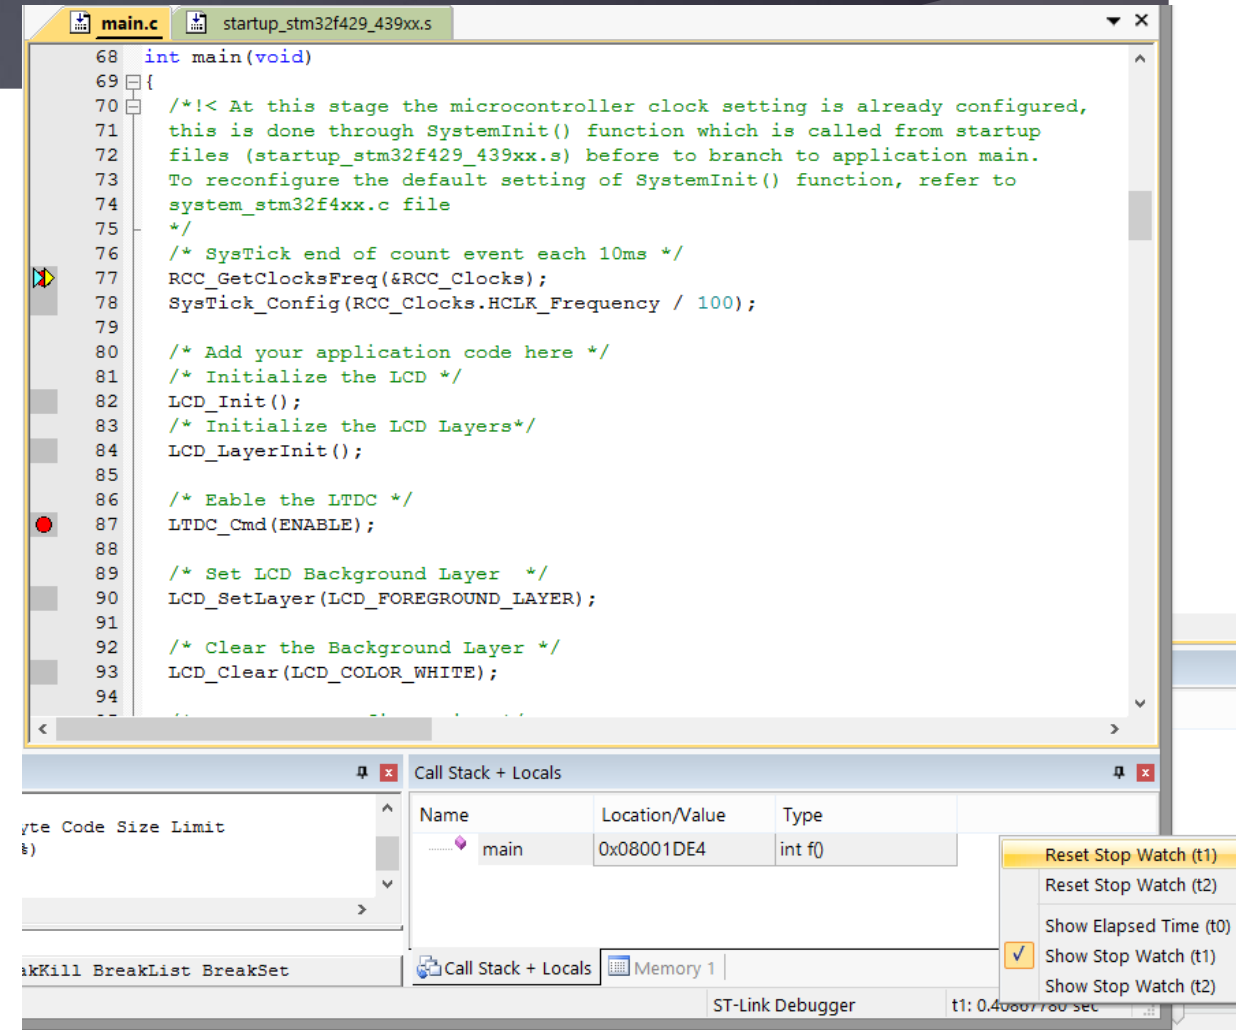 main.c
startup_stm32f429_439xx.s
68 int main(void)
69 {
70 /*!< At this stage the microcontroller clock setting is already configured,
71 this is done through SystemInit() function which is called from startup
72 files (startup_stm32f429_439xx.s) before to branch to application main.
73 To reconfigure the default setting of SystemInit() function, refer to
74 system_stm32f4xx.c file
75 */
76 /* SysTick end of count event each 10ms */
77 RCC_GetClocksFreq(&RCC_Clocks);
78 SysTick_Config(RCC_Clocks.HCLK_Frequency / 100);
79
80 /* Add your application code here */
81 /* Initialize the LCD */
82 LCD_Init();
83 /* Initialize the LCD Layers*/
84 LCD_LayerInit();
85
86 /* Eable the LTDC */
87 LTDC_Cmd(ENABLE);
88
89 /* Set LCD Background Layer */
90 LCD_SetLayer(LCD_FOREGROUND_LAYER);
91
92 /* Clear the Background Layer */
93 LCD_Clear(LCD_COLOR_WHITE);
94
yte Code Size Limit
%)
akKill BreakList BreakSet
Call Stack + Locals
Name Location/Value Type
main 0x08001DE4 int f()
Call Stack + Locals Memory 1
Reset Stop Watch (t1)
Reset Stop Watch (t2)
Show Elapsed Time (t0)
Show Stop Watch (t1)
Show Stop Watch (t2)
ST-Link Debugger t1: 0.40867780 sec